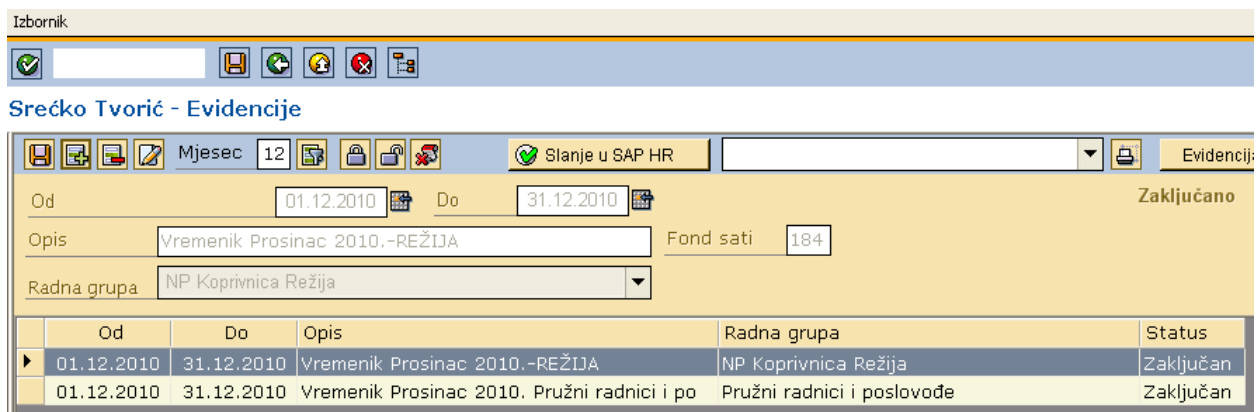 Izbornik
Srećko Tvorić - Evidencije
Mjesec 12 Slanje u SAP HR Evidencij
Od 01.12.2010 Do 31.12.2010 Zaključano
Opis Vremenik Prosinac 2010.-REŽIJA Fond sati 184
Radna grupa NP Koprivnica Režija
Od Do Opis Radna grupa Status
01.12.2010 31.12.2010 Vremenik Prosinac 2010.-REŽIJA NP Koprivnica Režija Zaključan
01.12.2010 31.12.2010 Vremenik Prosinac 2010. Pružni radnici i po Pružni radnici i poslovođe Zaključan